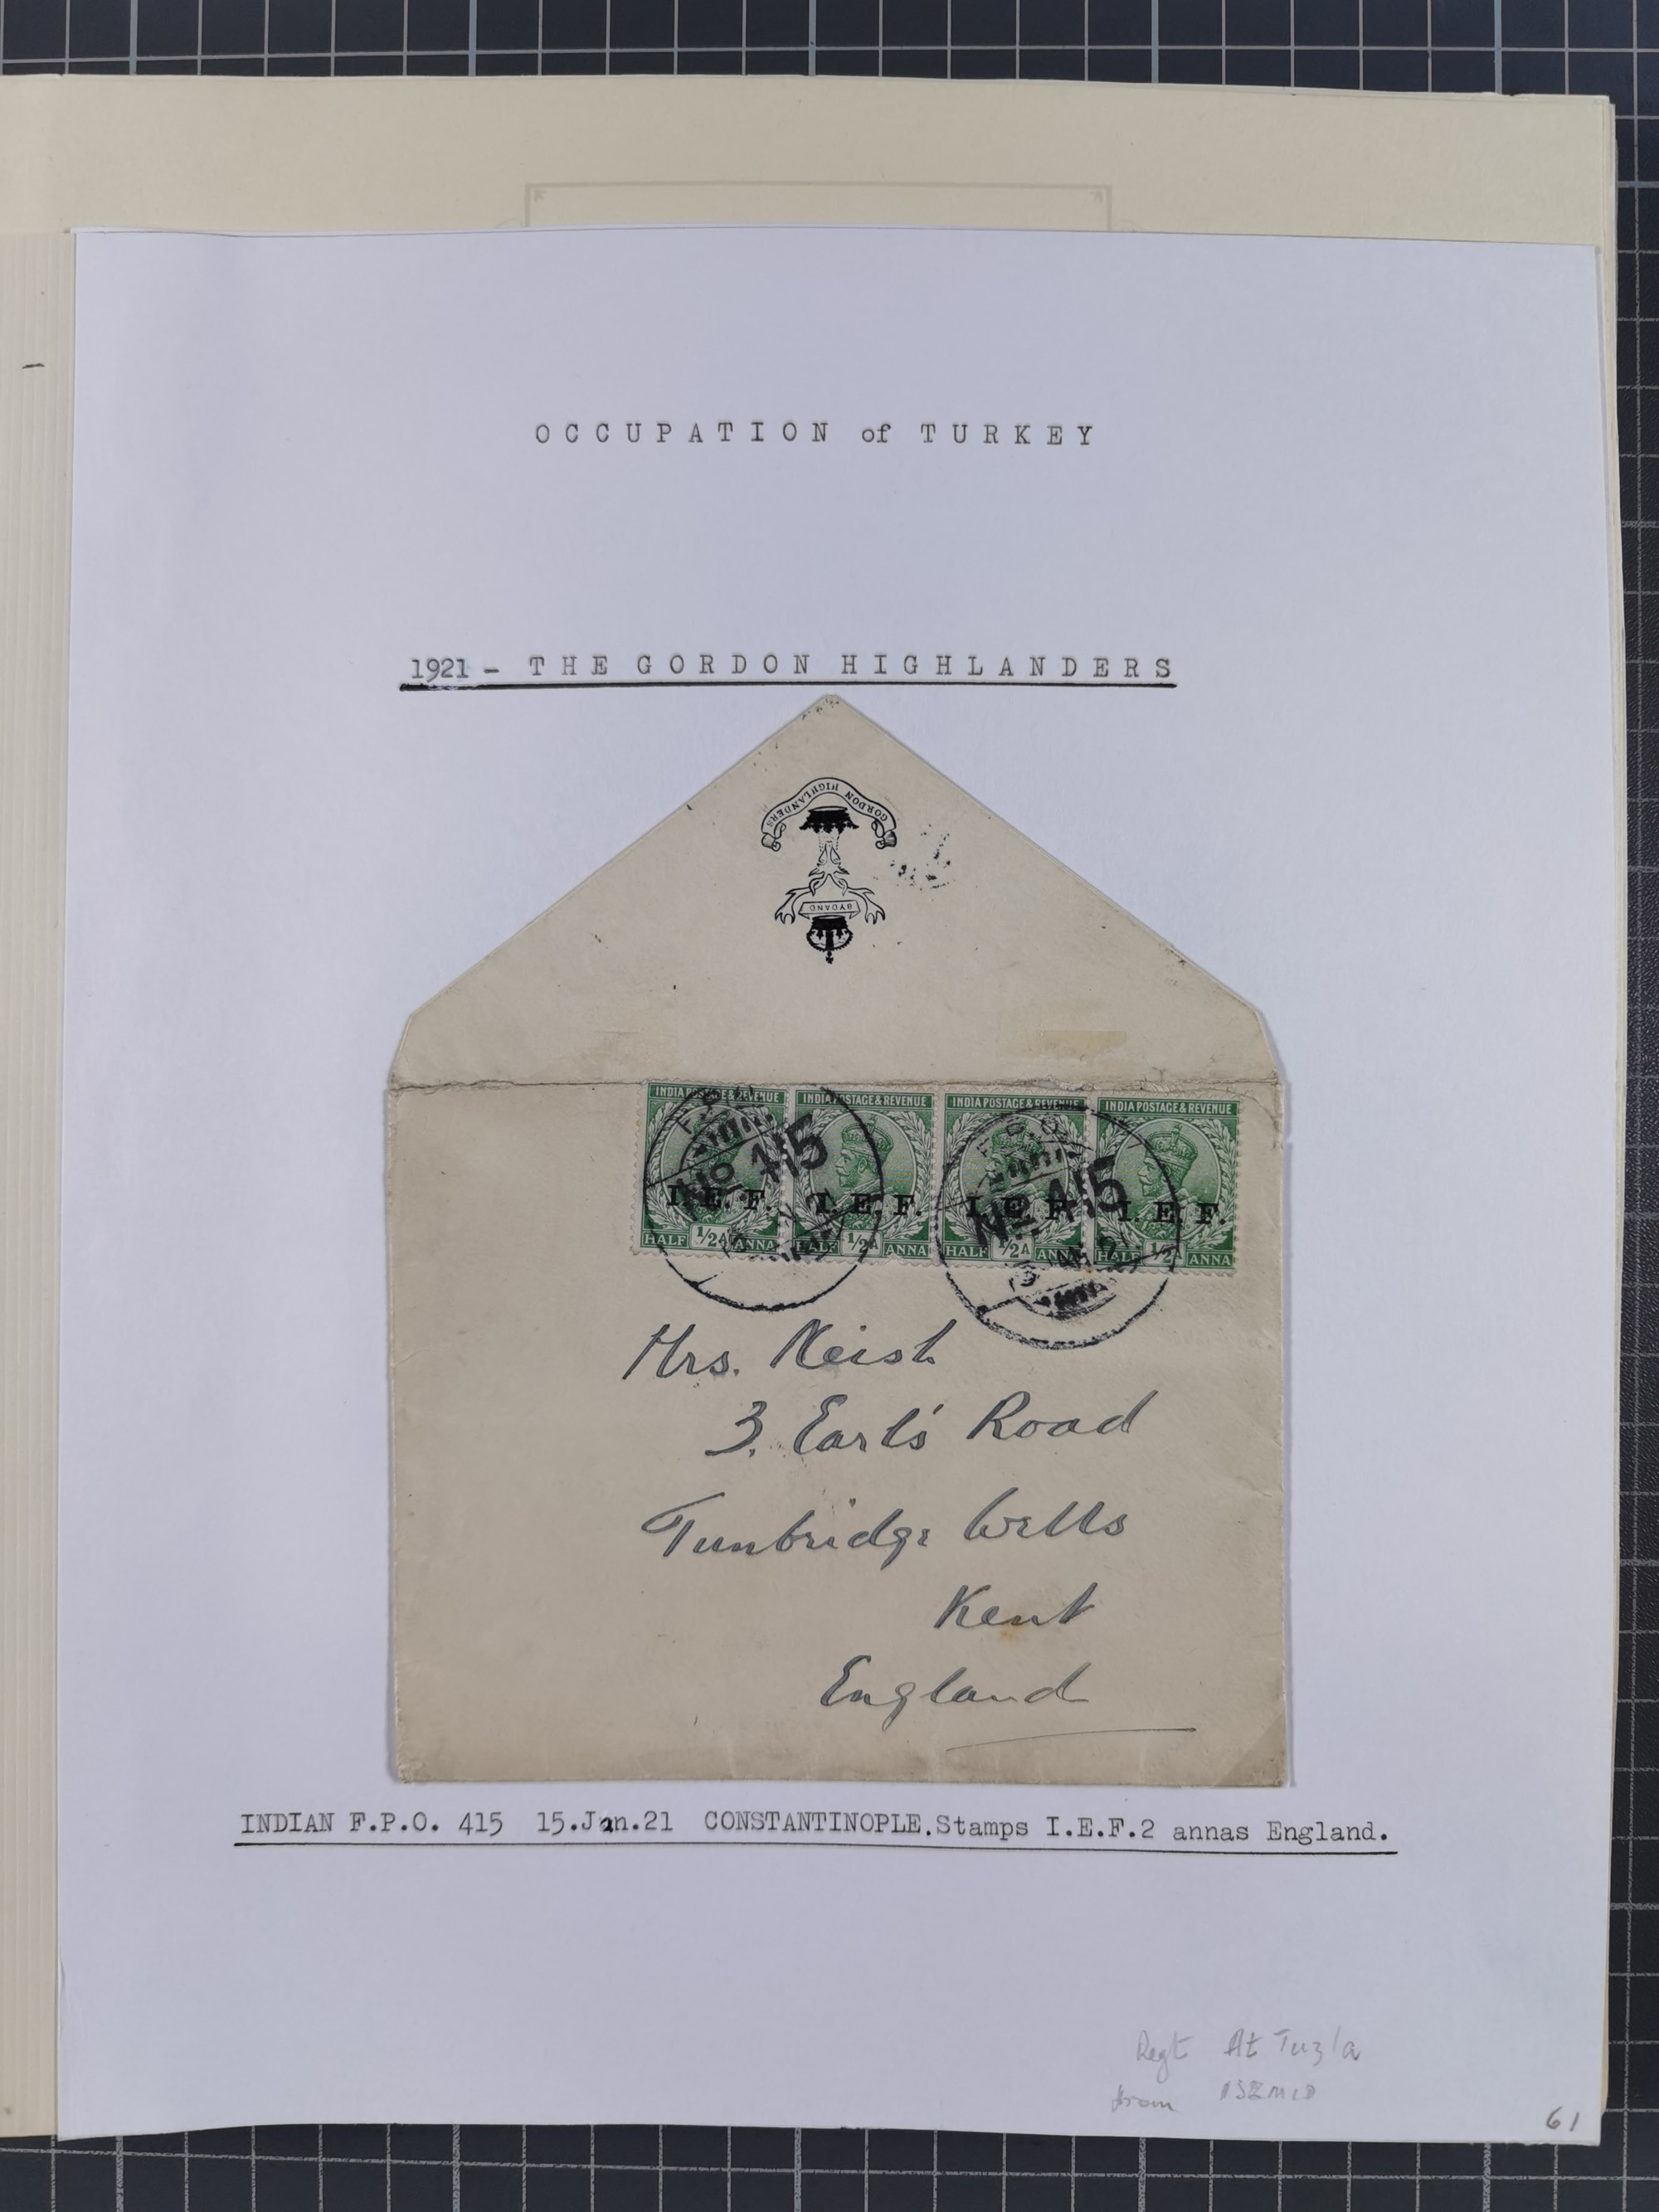 OCCUPATION of TURKEY
1921 - THE GORDON HIGHLANDERS
GORDON HIGHLANDERS
BYDAND
INDIA POSTAGE & REVENUE INDIA POSTAGE & REVENUE INDIA POSTAGE & REVENUE INDIA POSTAGE & REVENUE
F.P.O. F.P.O.
No 415 No 415
I. E. F. I. E. F. I. E. F. I. E. F.
HALF 1/2A ANNA HALF 1/2A ANNA HALF 1/2A ANNA HALF 1/2A ANNA
JAN 21
Mrs. Neish
3. Earl's Road
Tunbridge Wells
Kent
England
INDIAN F.P.O. 415 15.Jan.21 CONSTANTINOPLE.Stamps I.E.F.2 annas England.
Regt At Tuzla
from ISZMID
61